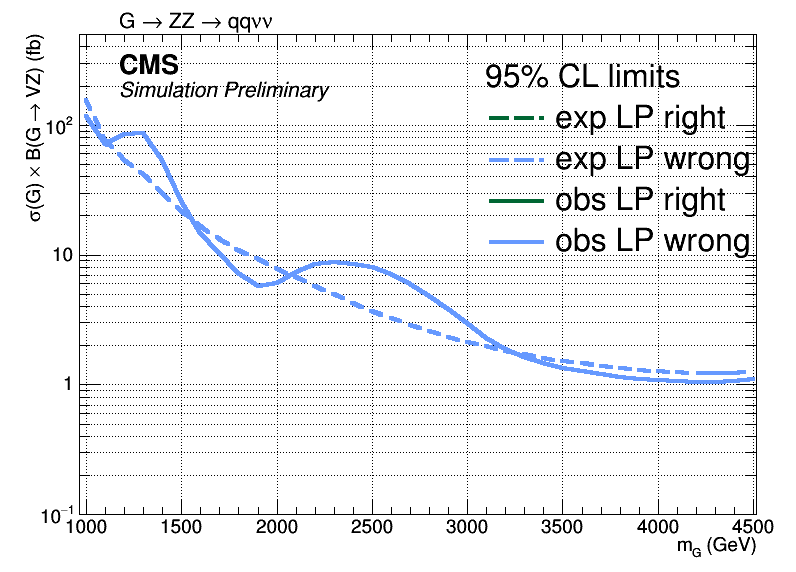 G → ZZ → qqνν
CMS
Simulation Preliminary
95% CL limits
exp LP right
exp LP wrong
obs LP right
obs LP wrong
σ(G) × B(G → VZ) (fb)
10²
10
1
10⁻¹
1000 1500 2000 2500 3000 3500 4000 4500
m_G (GeV)